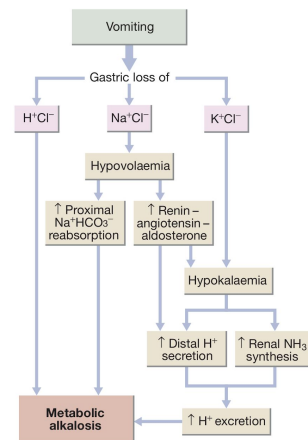 Vomiting
Gastric loss of
H⁺Cl⁻
Na⁺Cl⁻
K⁺Cl⁻
Hypovolaemia
↑ Proximal
Na⁺HCO₃⁻
reabsorption
↑ Renin –
angiotensin –
aldosterone
Hypokalaemia
↑ Distal H⁺
secretion
↑ Renal NH₃
synthesis
Metabolic
alkalosis
↑ H⁺ excretion